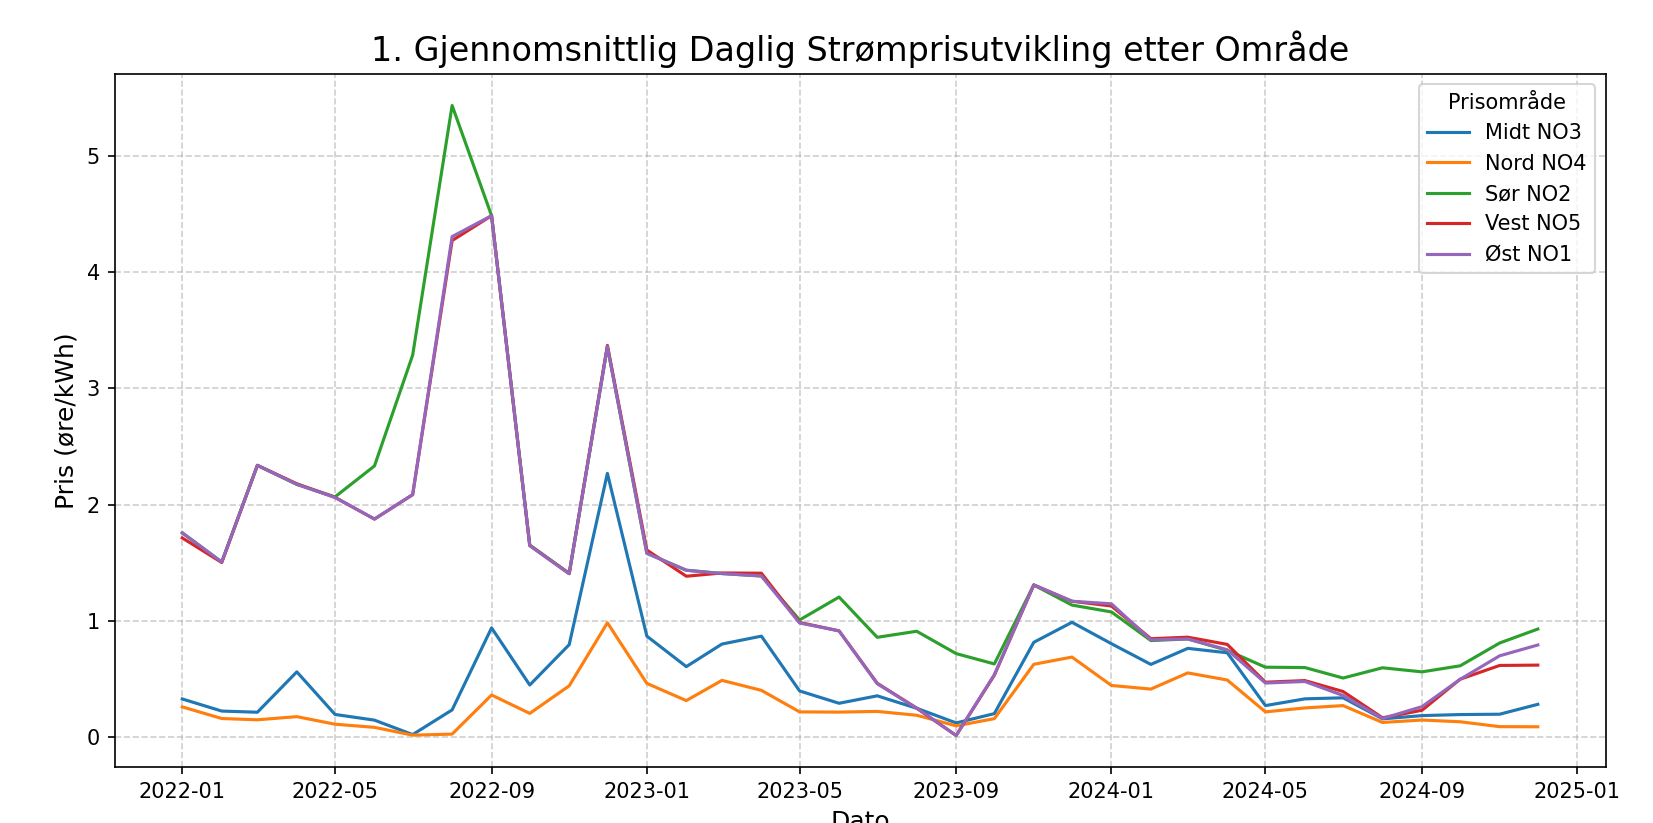 1. Gjennomsnittlig Daglig Strømprisutvikling etter Område
Prisområde
Midt NO3
Nord NO4
Sør NO2
Vest NO5
Øst NO1
Pris (øre/kWh)
5
4
3
2
1
0
2022-01
2022-05
2022-09
2023-01
2023-05
2023-09
2024-01
2024-05
2024-09
2025-01
Dato